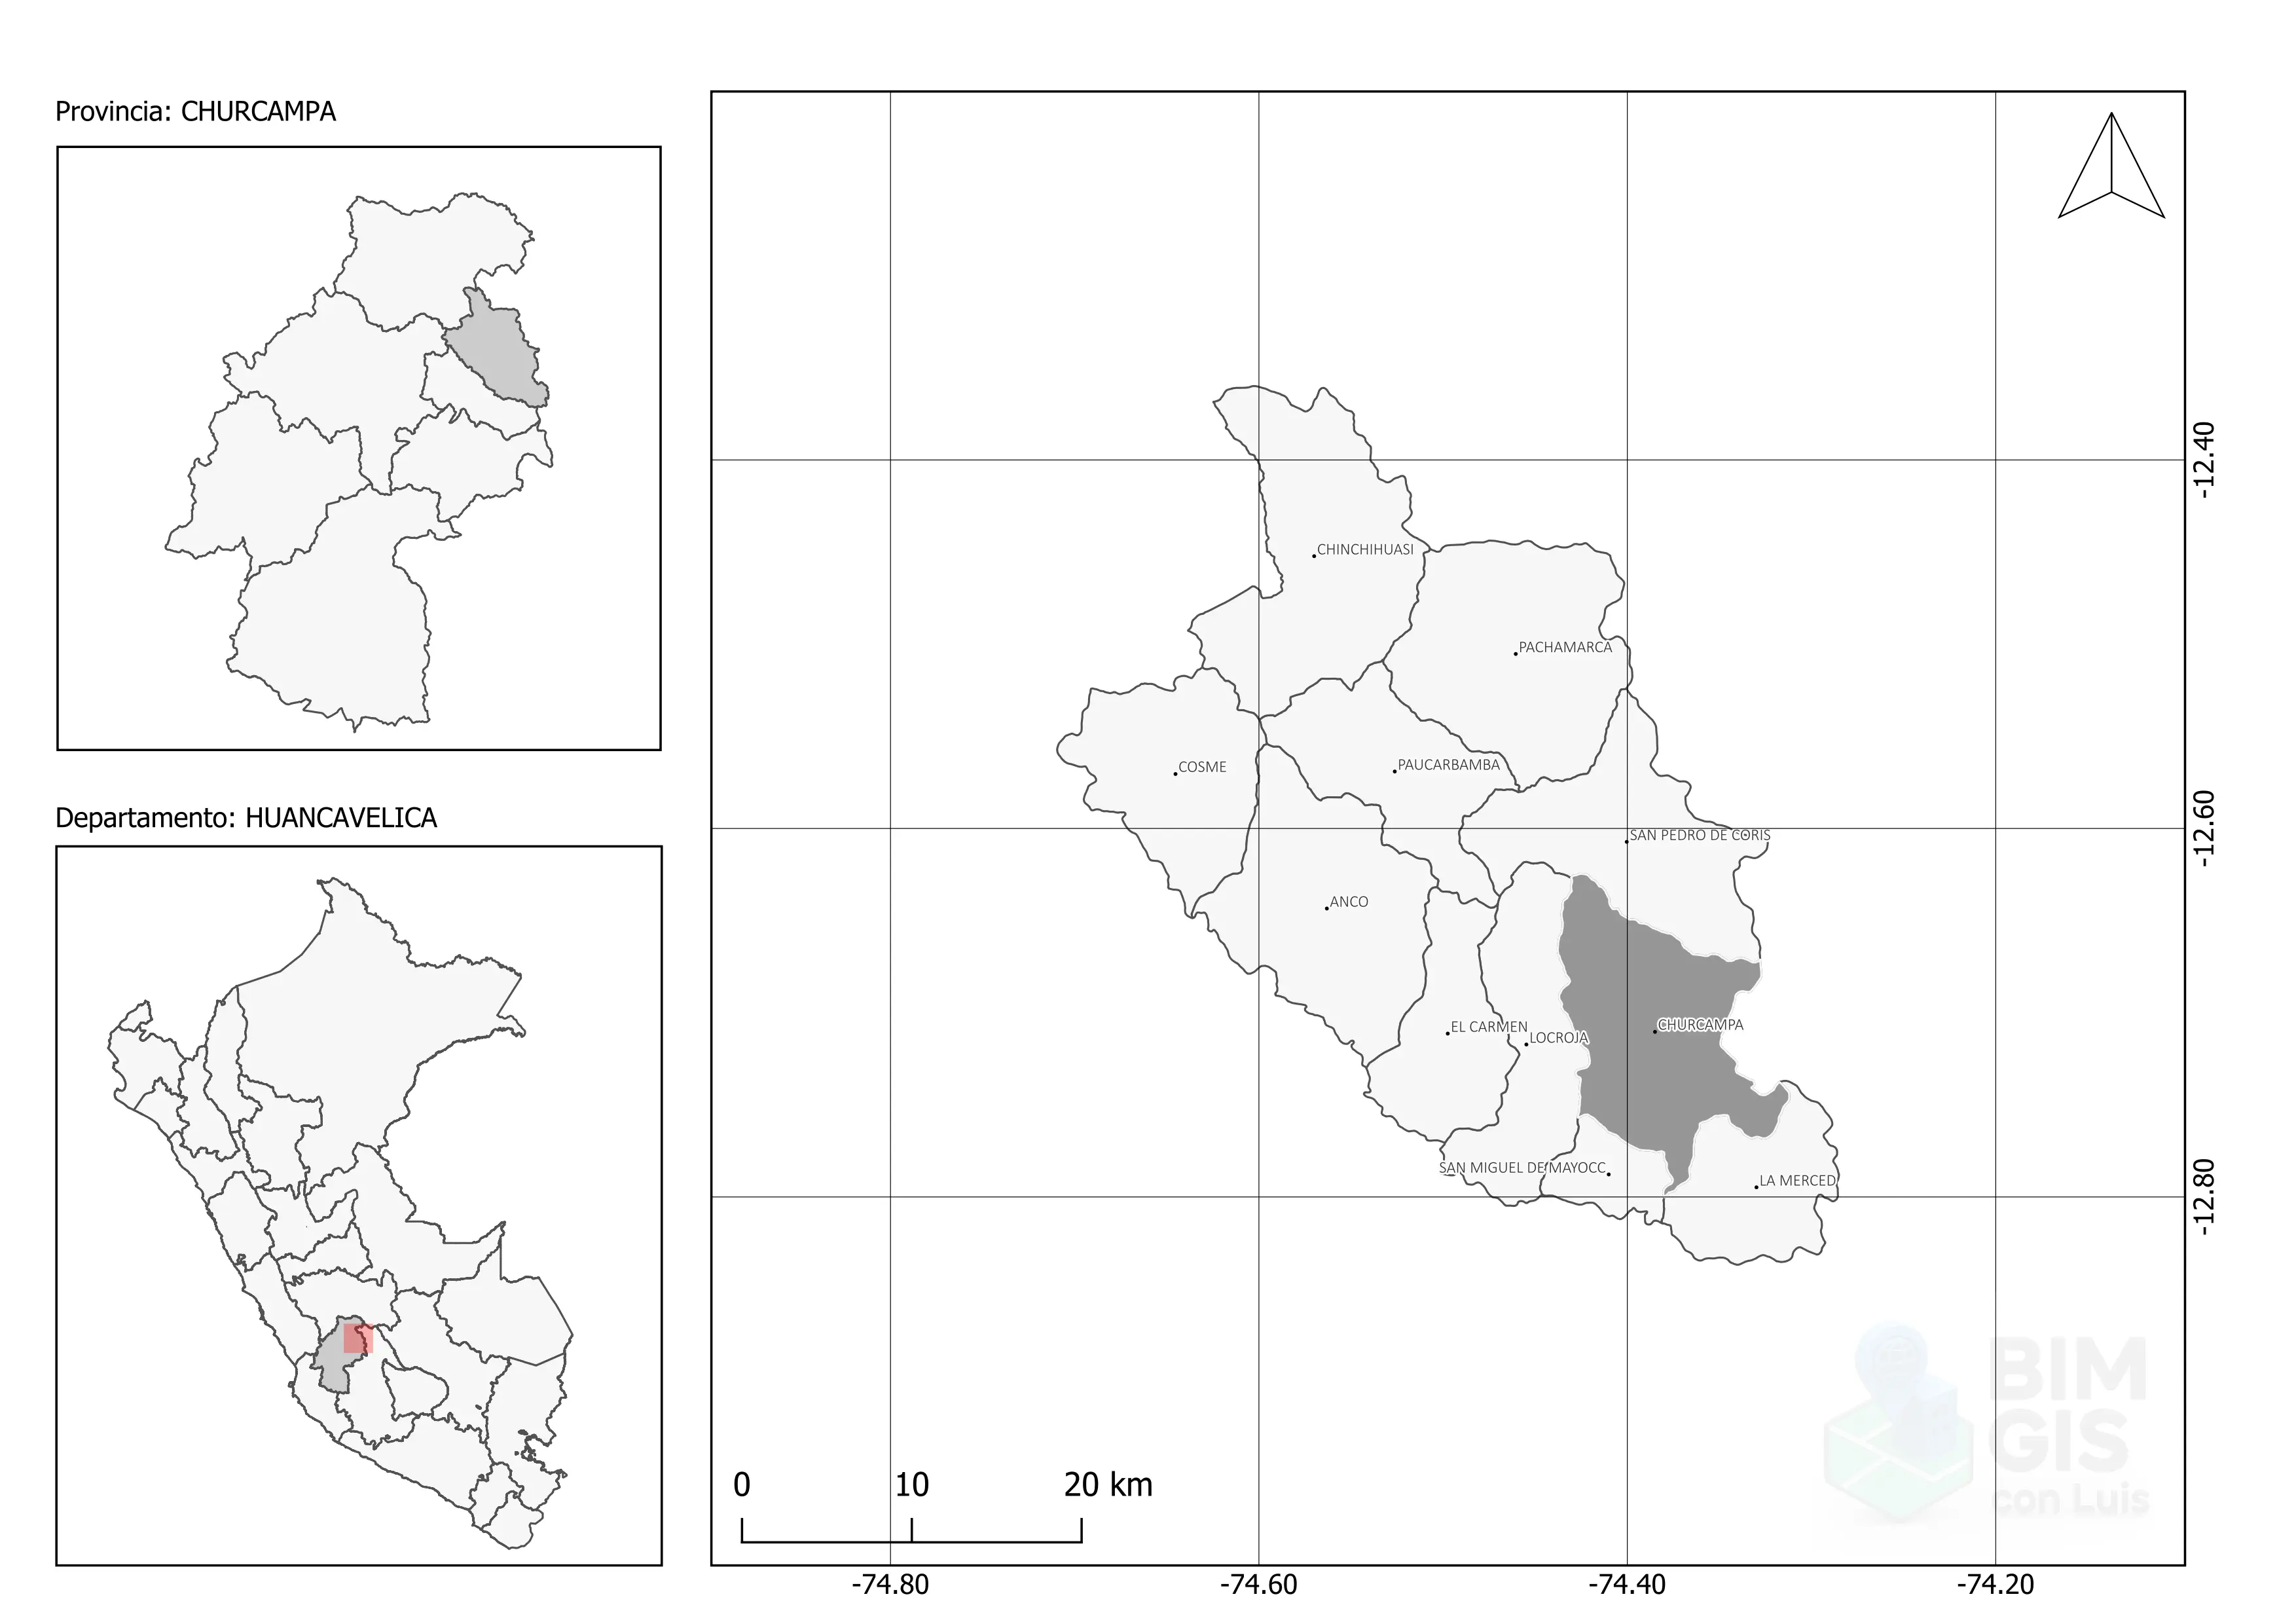 Provincia: CHURCAMPA
Departamento: HUANCAVELICA
CHINCHIHUASI
PACHAMARCA
COSME
PAUCARBAMBA
SAN PEDRO DE CORIS
ANCO
EL CARMEN
LOCROJA
CHURCAMPA
SAN MIGUEL DE MAYOCC
LA MERCED
-12.40
-12.60
-12.80
0 10 20 km
-74.80 -74.60 -74.40 -74.20
BIM
GIS
con Luis